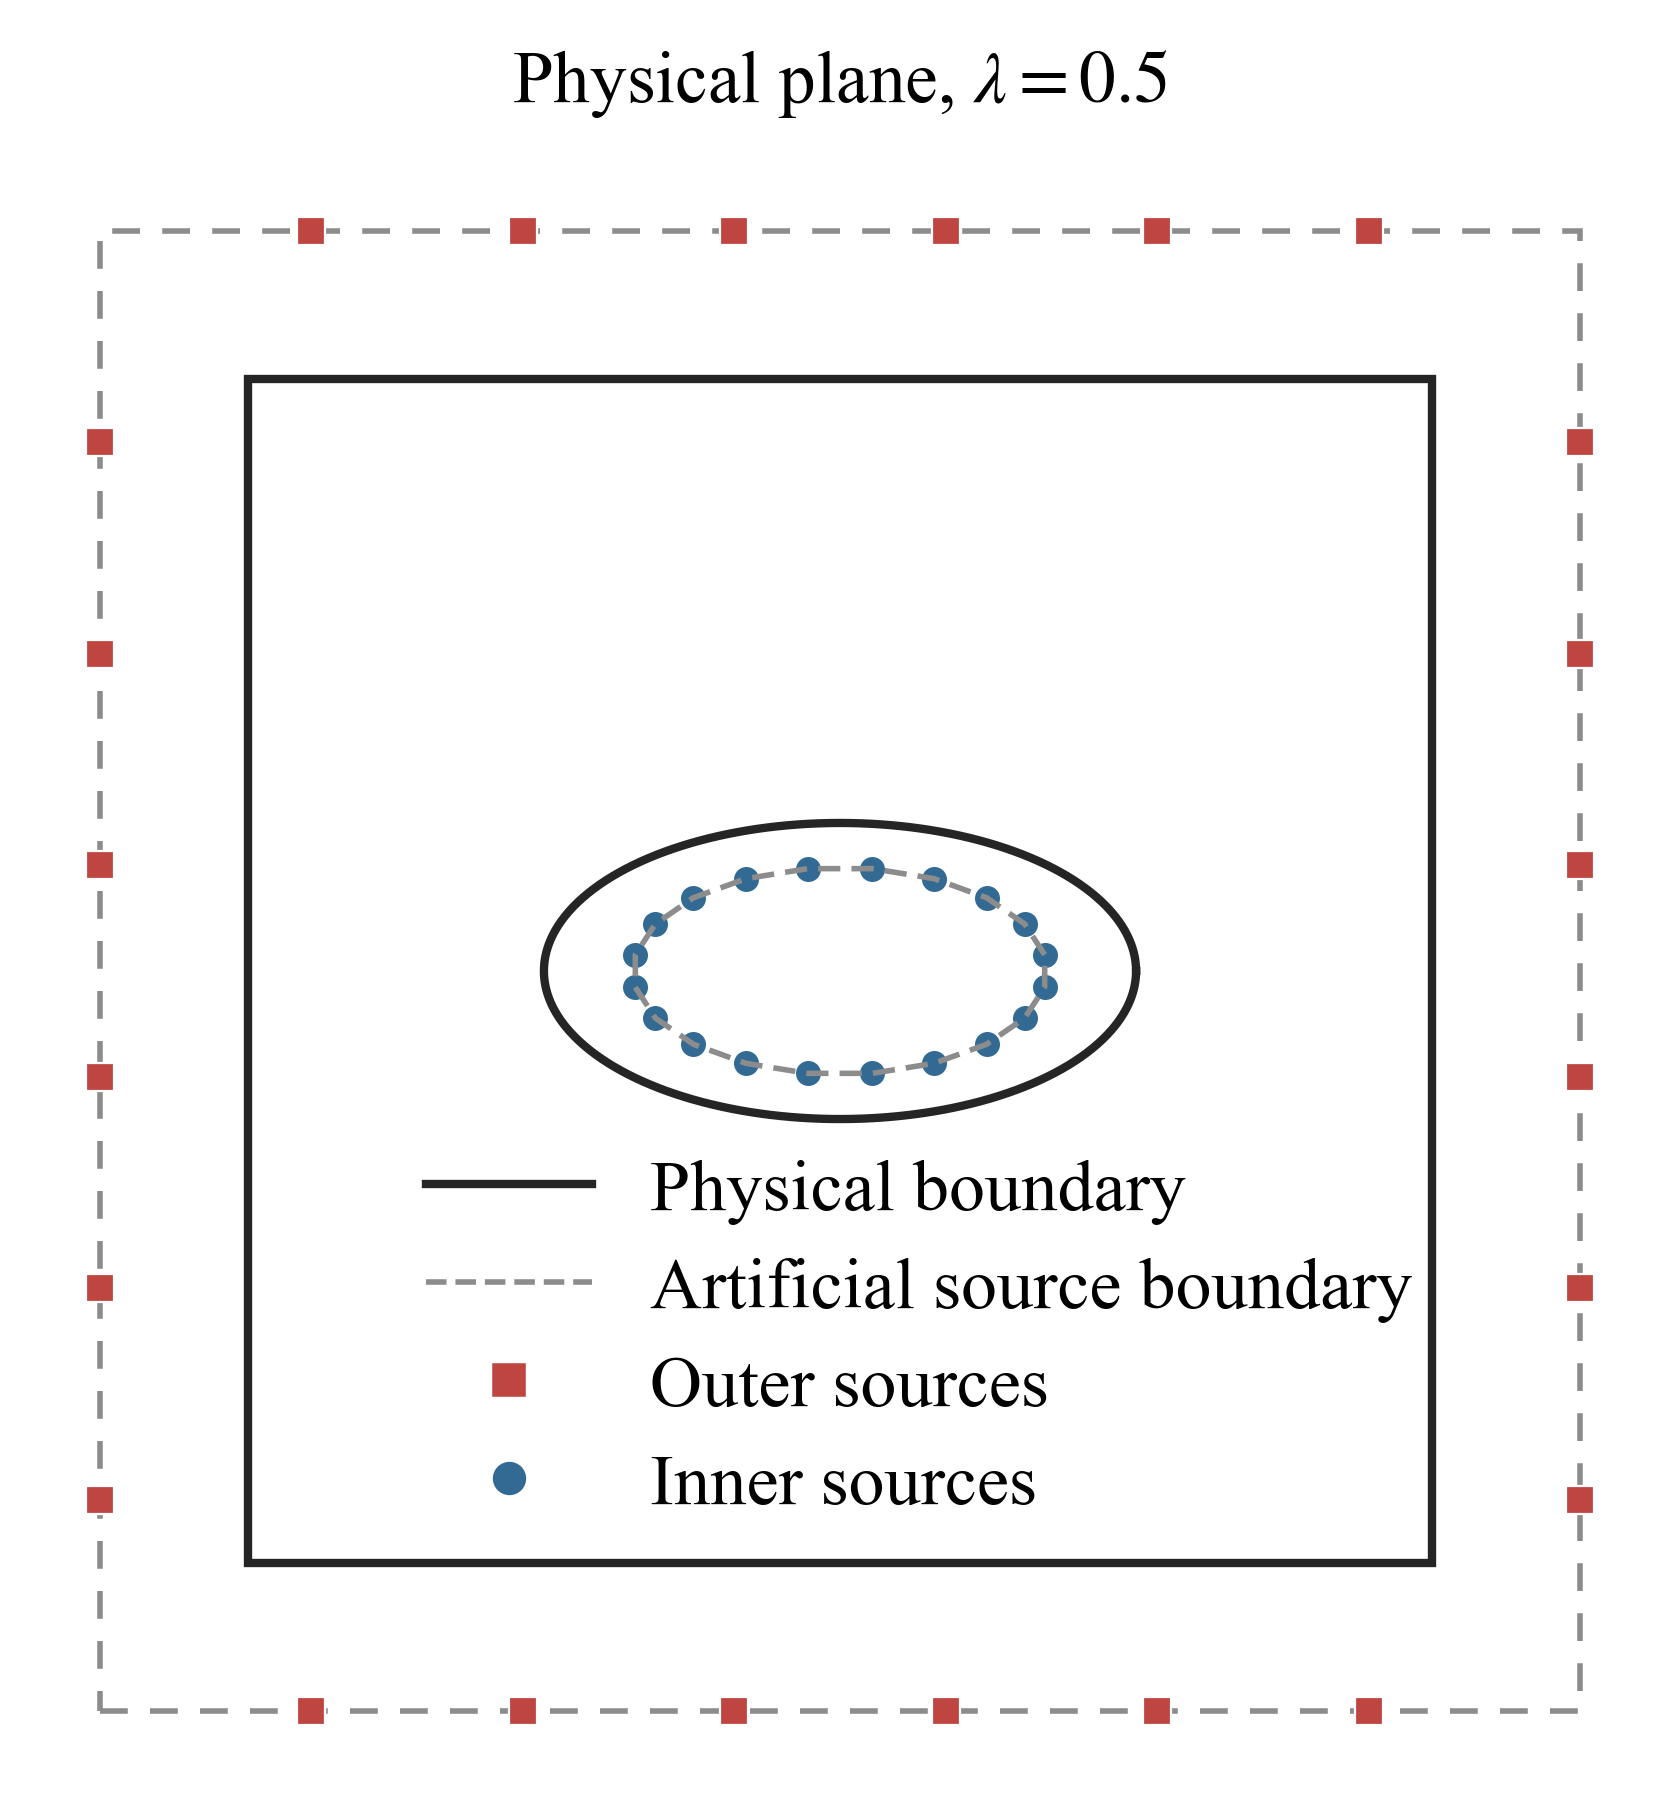 Physical plane, λ = 0.5
Physical boundary
Artificial source boundary
Outer sources
Inner sources